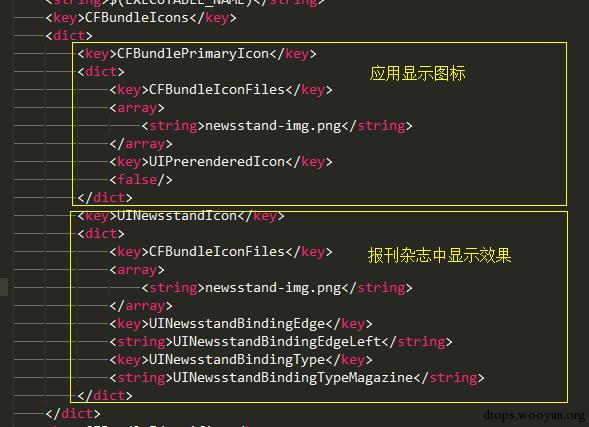 <string>$(EXECUTABLE_NAME)</string>
<key>CFBundleIcons</key>
<dict>
<key>CFBundlePrimaryIcon</key>
<dict>
应用显示图标
<key>CFBundleIconFiles</key>
<array>
<string>newsstand-img.png</string>
</array>
<key>UIPrerenderedIcon</key>
<false/>
</dict>
<key>UINewsstandIcon</key>
<dict>
<key>CFBundleIconFiles</key>
报刊杂志中显示效果
<array>
<string>newsstand-img.png</string>
</array>
<key>UINewsstandBindingEdge</key>
<string>UINewsstandBindingEdgeLeft</string>
<key>UINewsstandBindingType</key>
<string>UINewsstandBindingTypeMagazine</string>
</dict>
</dict>
drops.wooyun.org